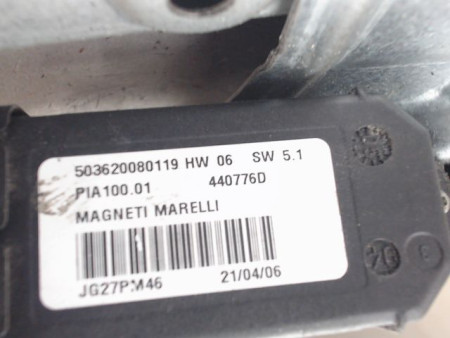 503620080119 HW 06 SW 5.1
PIA100.01 440776D
MAGNETI MARELLI
JG27PM46 21/04/06